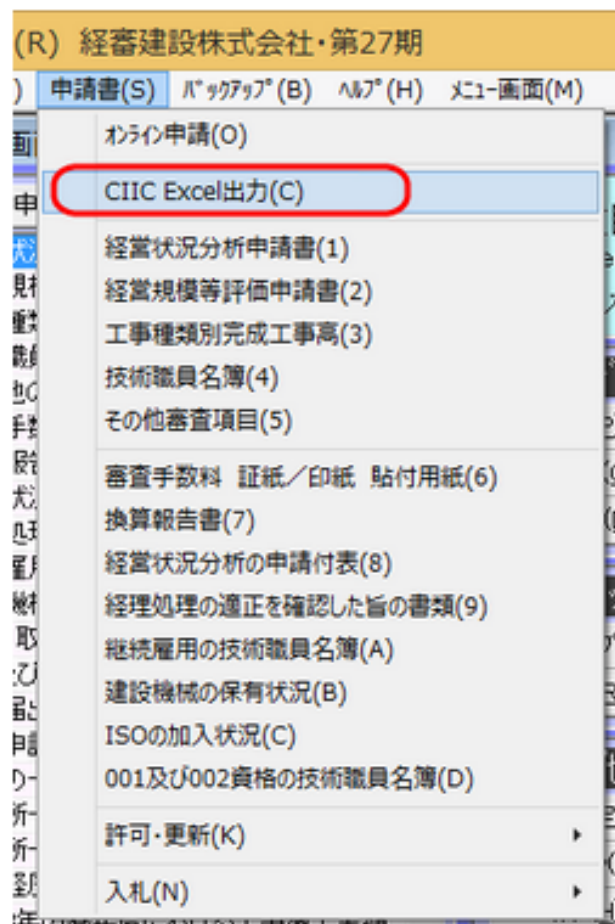 (R) 経審建設株式会社・第27期
) 申請書(S) ﾊﾞｯｸｱｯﾌﾟ(B) ﾍﾙﾌﾟ(H) ﾒﾆｭｰ画面(M)
ｵﾝﾗｲﾝ申請(O)
CIIC Excel出力(C)
経営状況分析申請書(1)
経営規模等評価申請書(2)
工事種類別完成工事高(3)
技術職員名簿(4)
その他審査項目(5)
審査手数料 証紙／印紙 貼付用紙(6)
換算報告書(7)
経営状況分析の申請付表(8)
経理処理の適正を確認した旨の書類(9)
継続雇用の技術職員名簿(A)
建設機械の保有状況(B)
ISOの加入状況(C)
001及び002資格の技術職員名簿(D)
許可・更新(K)
入札(N)